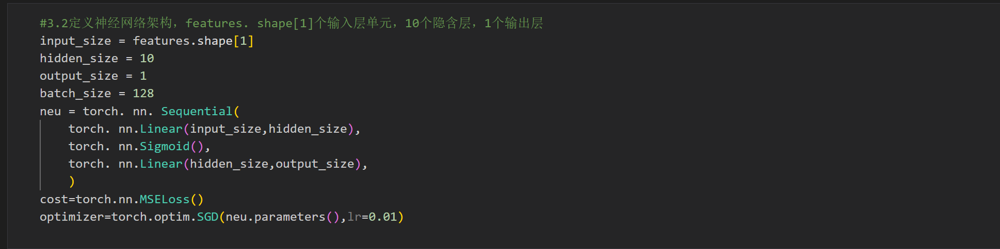 #3.2定义神经网络架构，features. shape[1]个输入层单元，10个隐含层，1个输出层
input_size = features.shape[1]
hidden_size = 10
output_size = 1
batch_size = 128
neu = torch. nn. Sequential(
    torch. nn.Linear(input_size,hidden_size),
    torch. nn.Sigmoid(),
    torch. nn.Linear(hidden_size,output_size),
    )
cost=torch.nn.MSELoss()
optimizer=torch.optim.SGD(neu.parameters(),lr=0.01)